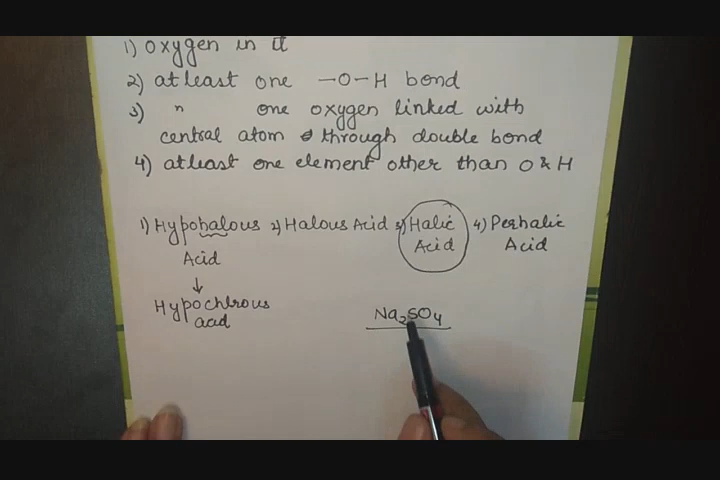 1) Oxygen in it
2) at least one -O-H bond
3) " one oxygen linked with
central atom through double bond
4) atleast one element other than O & H
1) Hypohalous 2) Halous Acid 3) Halic 4) Perhalic
Acid Acid Acid
↓
Hypochlrous
acid
Na₂SO₄